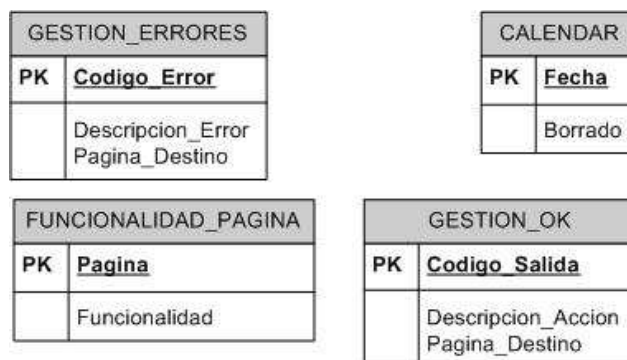 GESTION_ERRORES
PK Codigo_Error
Descripcion_Error
Pagina_Destino
CALENDAR
PK Fecha
Borrado
FUNCIONALIDAD_PAGINA
PK Pagina
Funcionalidad
GESTION_OK
PK Codigo_Salida
Descripcion_Accion
Pagina_Destino